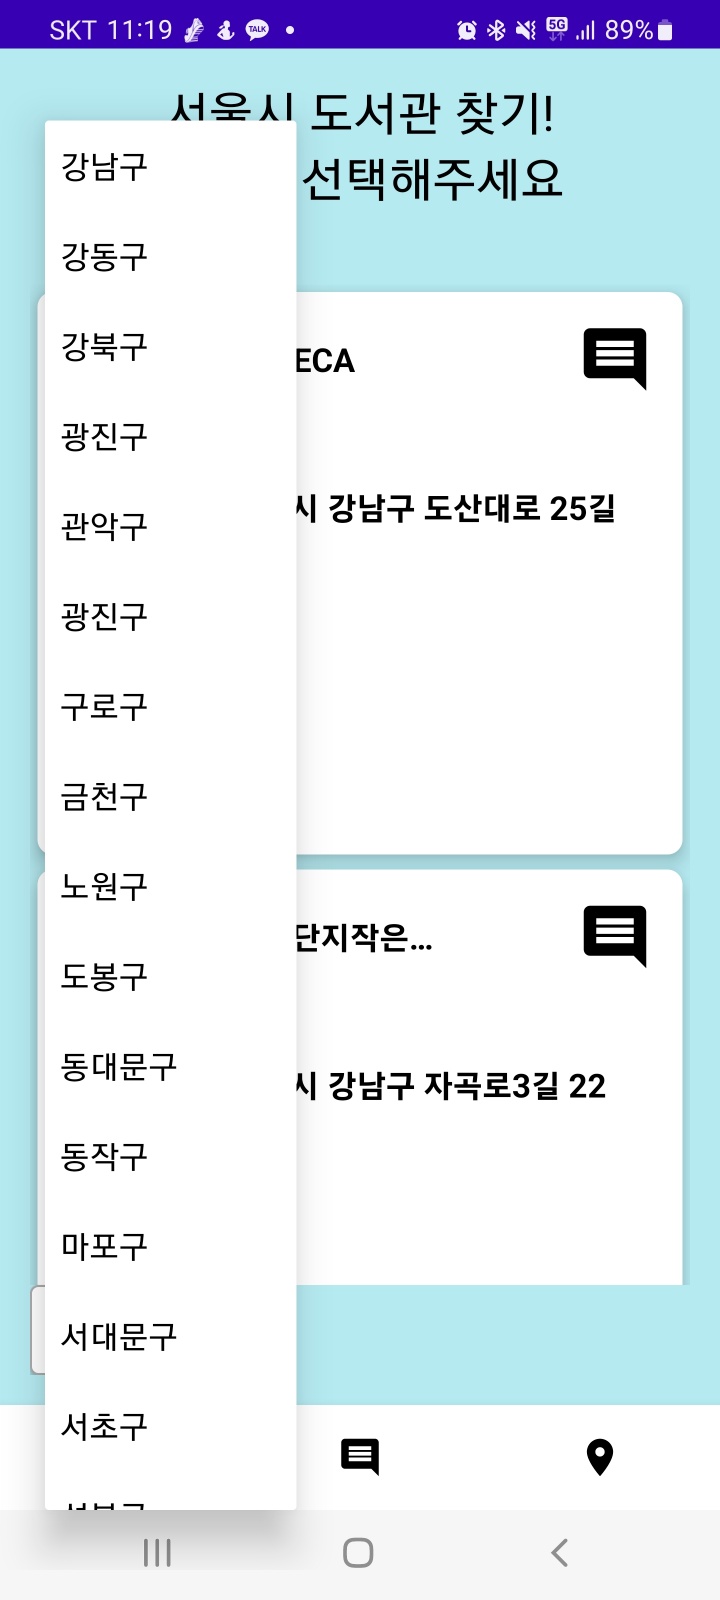 SKT 11:19 TALK 5G 89%
서울시 도서관 찾기!
선택해주세요
강남구
강동구
강북구
광진구
관악구
광진구
구로구
금천구
노원구
도봉구
동대문구
동작구
마포구
서대문구
서초구
ECA
시 강남구 도산대로 25길
단지작은...
시 강남구 자곡로3길 22